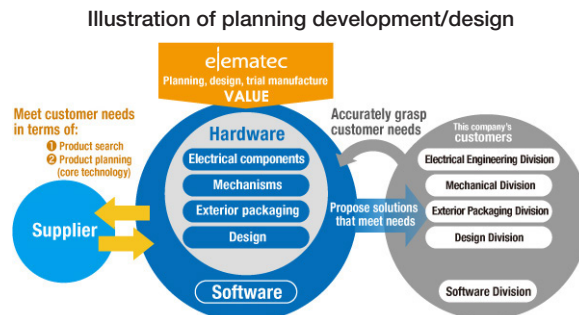 Illustration of planning development/design
elematec
Planning, design, trial manufacture
VALUE
Meet customer needs
in terms of:
1 Product search
2 Product planning
(core technology)
Supplier
Hardware
Electrical components
Mechanisms
Exterior packaging
Design
Software
Accurately grasp
customer needs
Propose solutions
that meet needs
This company's
customers
Electrical Engineering Division
Mechanical Division
Exterior Packaging Division
Design Division
Software Division